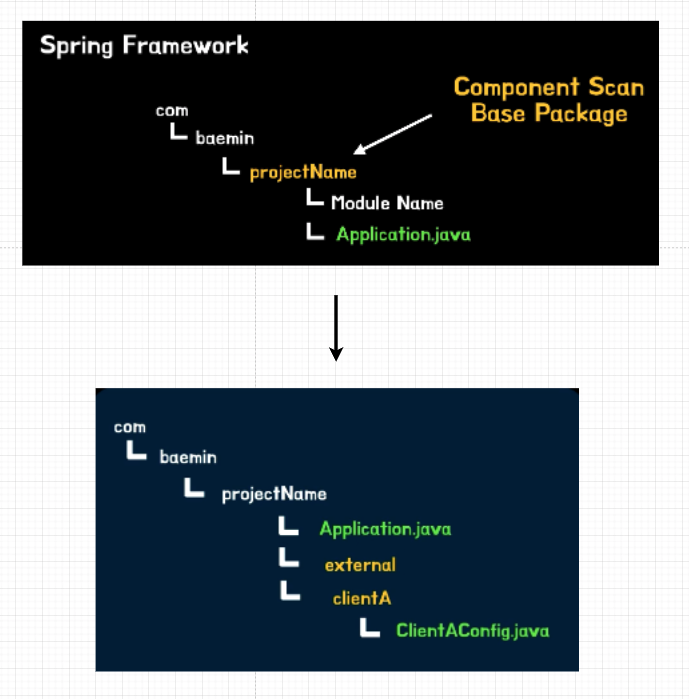 Spring Framework
Component Scan
Base Package
com
baemin
projectName
Module Name
Application.java
com
baemin
projectName
Application.java
external
clientA
ClientAConfig.java